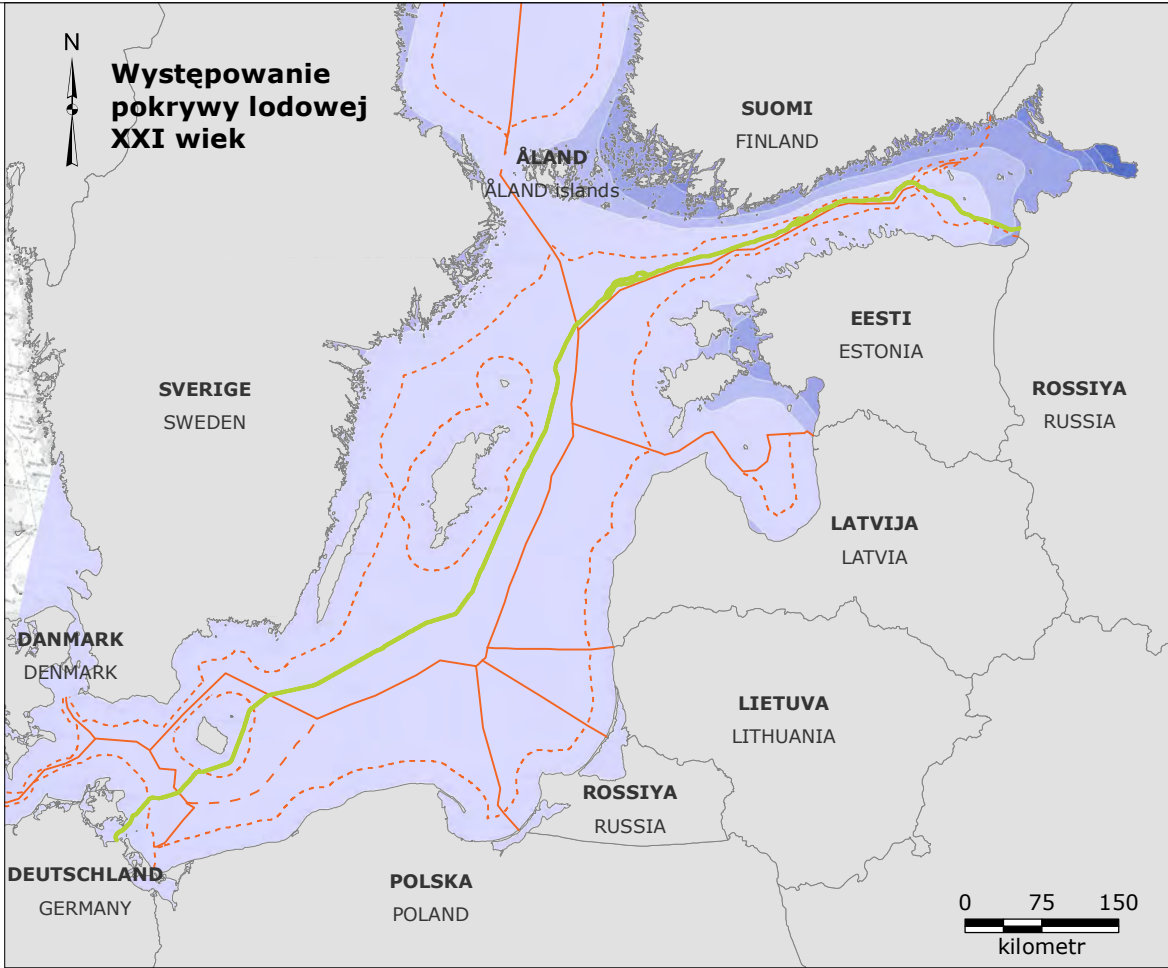 N
Występowanie
pokrywy lodowej
XXI wiek
SUOMI
FINLAND
ÅLAND
ÅLAND islands
EESTI
ESTONIA
SVERIGE
SWEDEN
ROSSIYA
RUSSIA
LATVIJA
LATVIA
DANMARK
DENMARK
LIETUVA
LITHUANIA
ROSSIYA
RUSSIA
DEUTSCHLAND
GERMANY
POLSKA
POLAND
0 75 150
kilometr